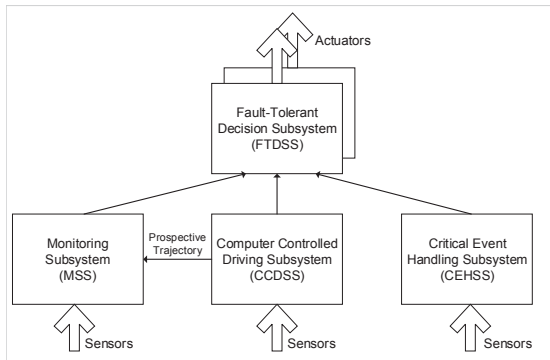 Actuators
Fault-Tolerant
Decision Subsystem
(FTDSS)
Monitoring
Subsystem
(MSS)
Prospective
Trajectory
Computer Controlled
Driving Subsystem
(CCDSS)
Critical Event
Handling Subsystem
(CEHSS)
Sensors
Sensors
Sensors